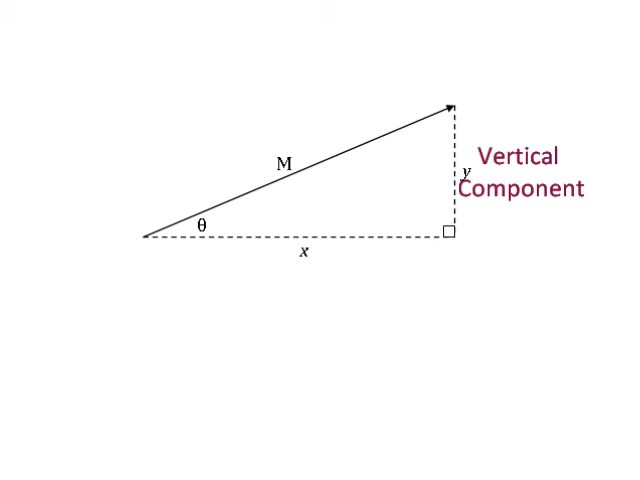 M
Vertical
y
Component
θ
x